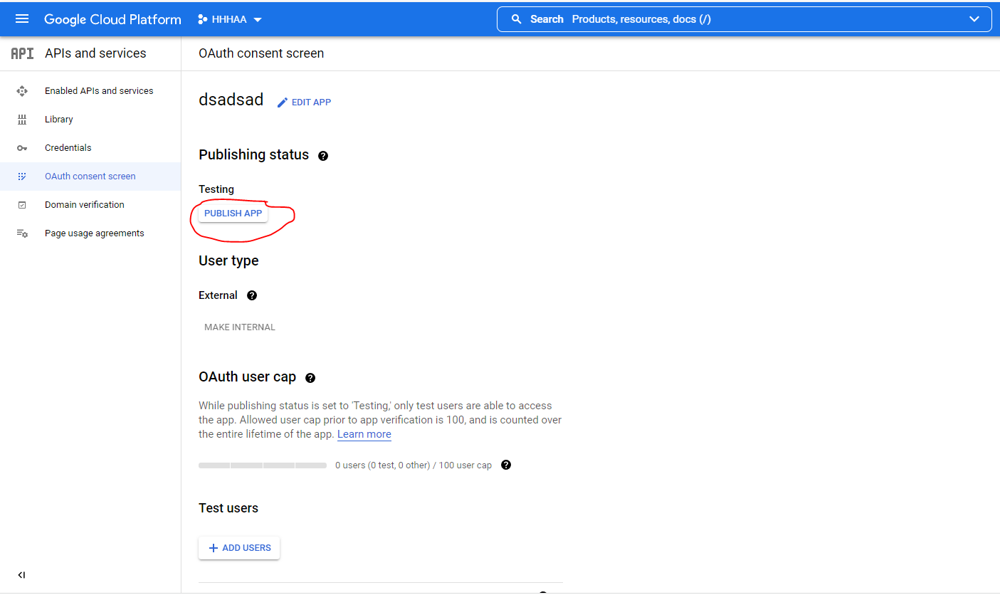 Google Cloud Platform
HHHAA
Search Products, resources, docs (/)
API APIs and services
OAuth consent screen
Enabled APIs and services
Library
Credentials
OAuth consent screen
Domain verification
Page usage agreements
dsadsad
EDIT APP
Publishing status
Testing
PUBLISH APP
User type
External
MAKE INTERNAL
OAuth user cap
While publishing status is set to 'Testing,' only test users are able to access
the app. Allowed user cap prior to app verification is 100, and is counted over
the entire lifetime of the app. Learn more
0 users (0 test, 0 other) / 100 user cap
Test users
+ ADD USERS